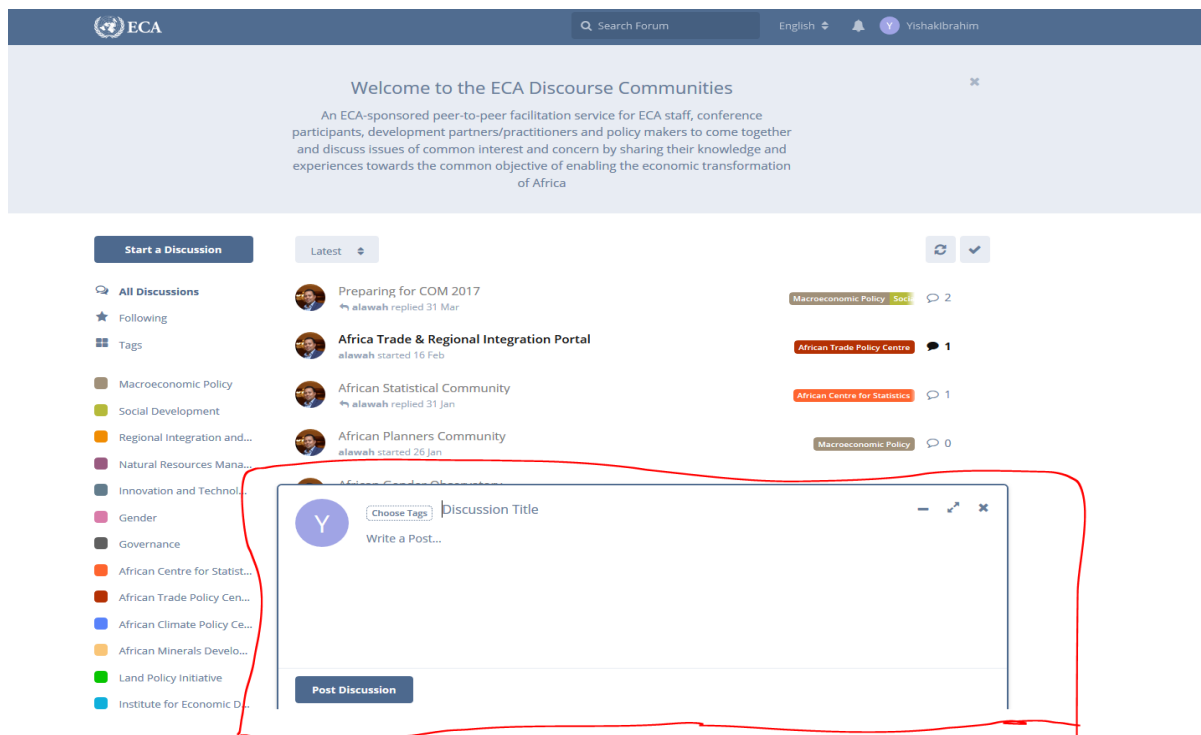 ECA
Search Forum
English
Y
YishakIbrahim
Welcome to the ECA Discourse Communities
An ECA-sponsored peer-to-peer facilitation service for ECA staff, conference
participants, development partners/practitioners and policy makers to come together
and discuss issues of common interest and concern by sharing their knowledge and
experiences towards the common objective of enabling the economic transformation
of Africa
Start a Discussion
All Discussions
Following
Tags
Macroeconomic Policy
Social Development
Regional Integration and...
Natural Resources Mana...
Innovation and Technol...
Gender
Governance
African Centre for Statist...
African Trade Policy Cen...
African Climate Policy Ce...
African Minerals Develo...
Land Policy Initiative
Institute for Economic D...
Latest
Preparing for COM 2017
alawah replied 31 Mar
Macroeconomic Policy Soci
2
Africa Trade & Regional Integration Portal
alawah started 16 Feb
African Trade Policy Centre
1
African Statistical Community
alawah replied 31 Jan
African Centre for Statistics
1
African Planners Community
alawah started 26 Jan
Macroeconomic Policy
0
African Gender Observatory
Y
Choose Tags Discussion Title
Write a Post...
Post Discussion